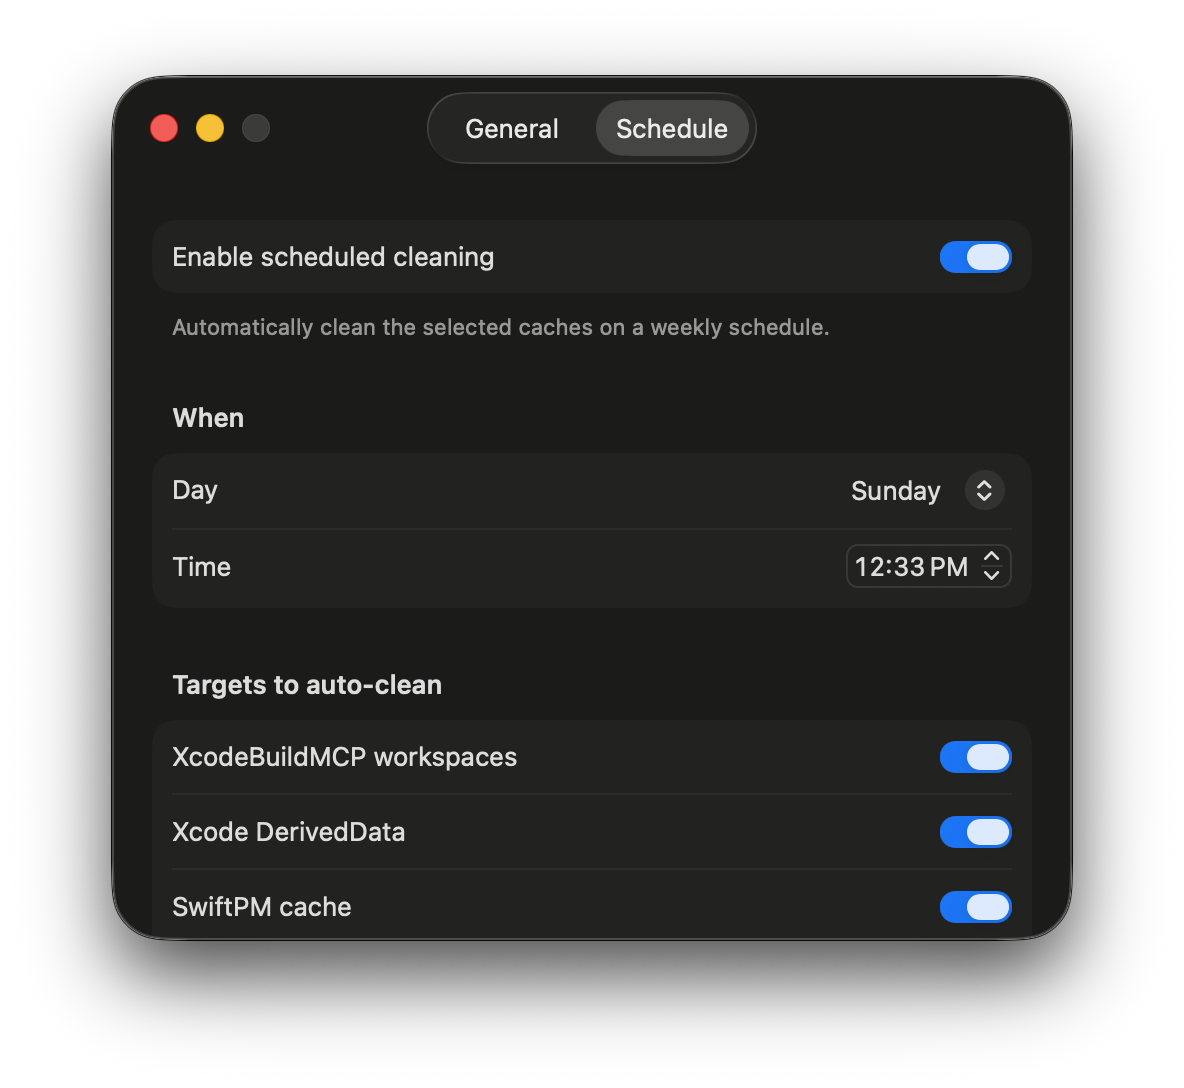 General
Schedule
Enable scheduled cleaning
Automatically clean the selected caches on a weekly schedule.
When
Day
Sunday
Time
12:33 PM
Targets to auto-clean
XcodeBuildMCP workspaces
Xcode DerivedData
SwiftPM cache